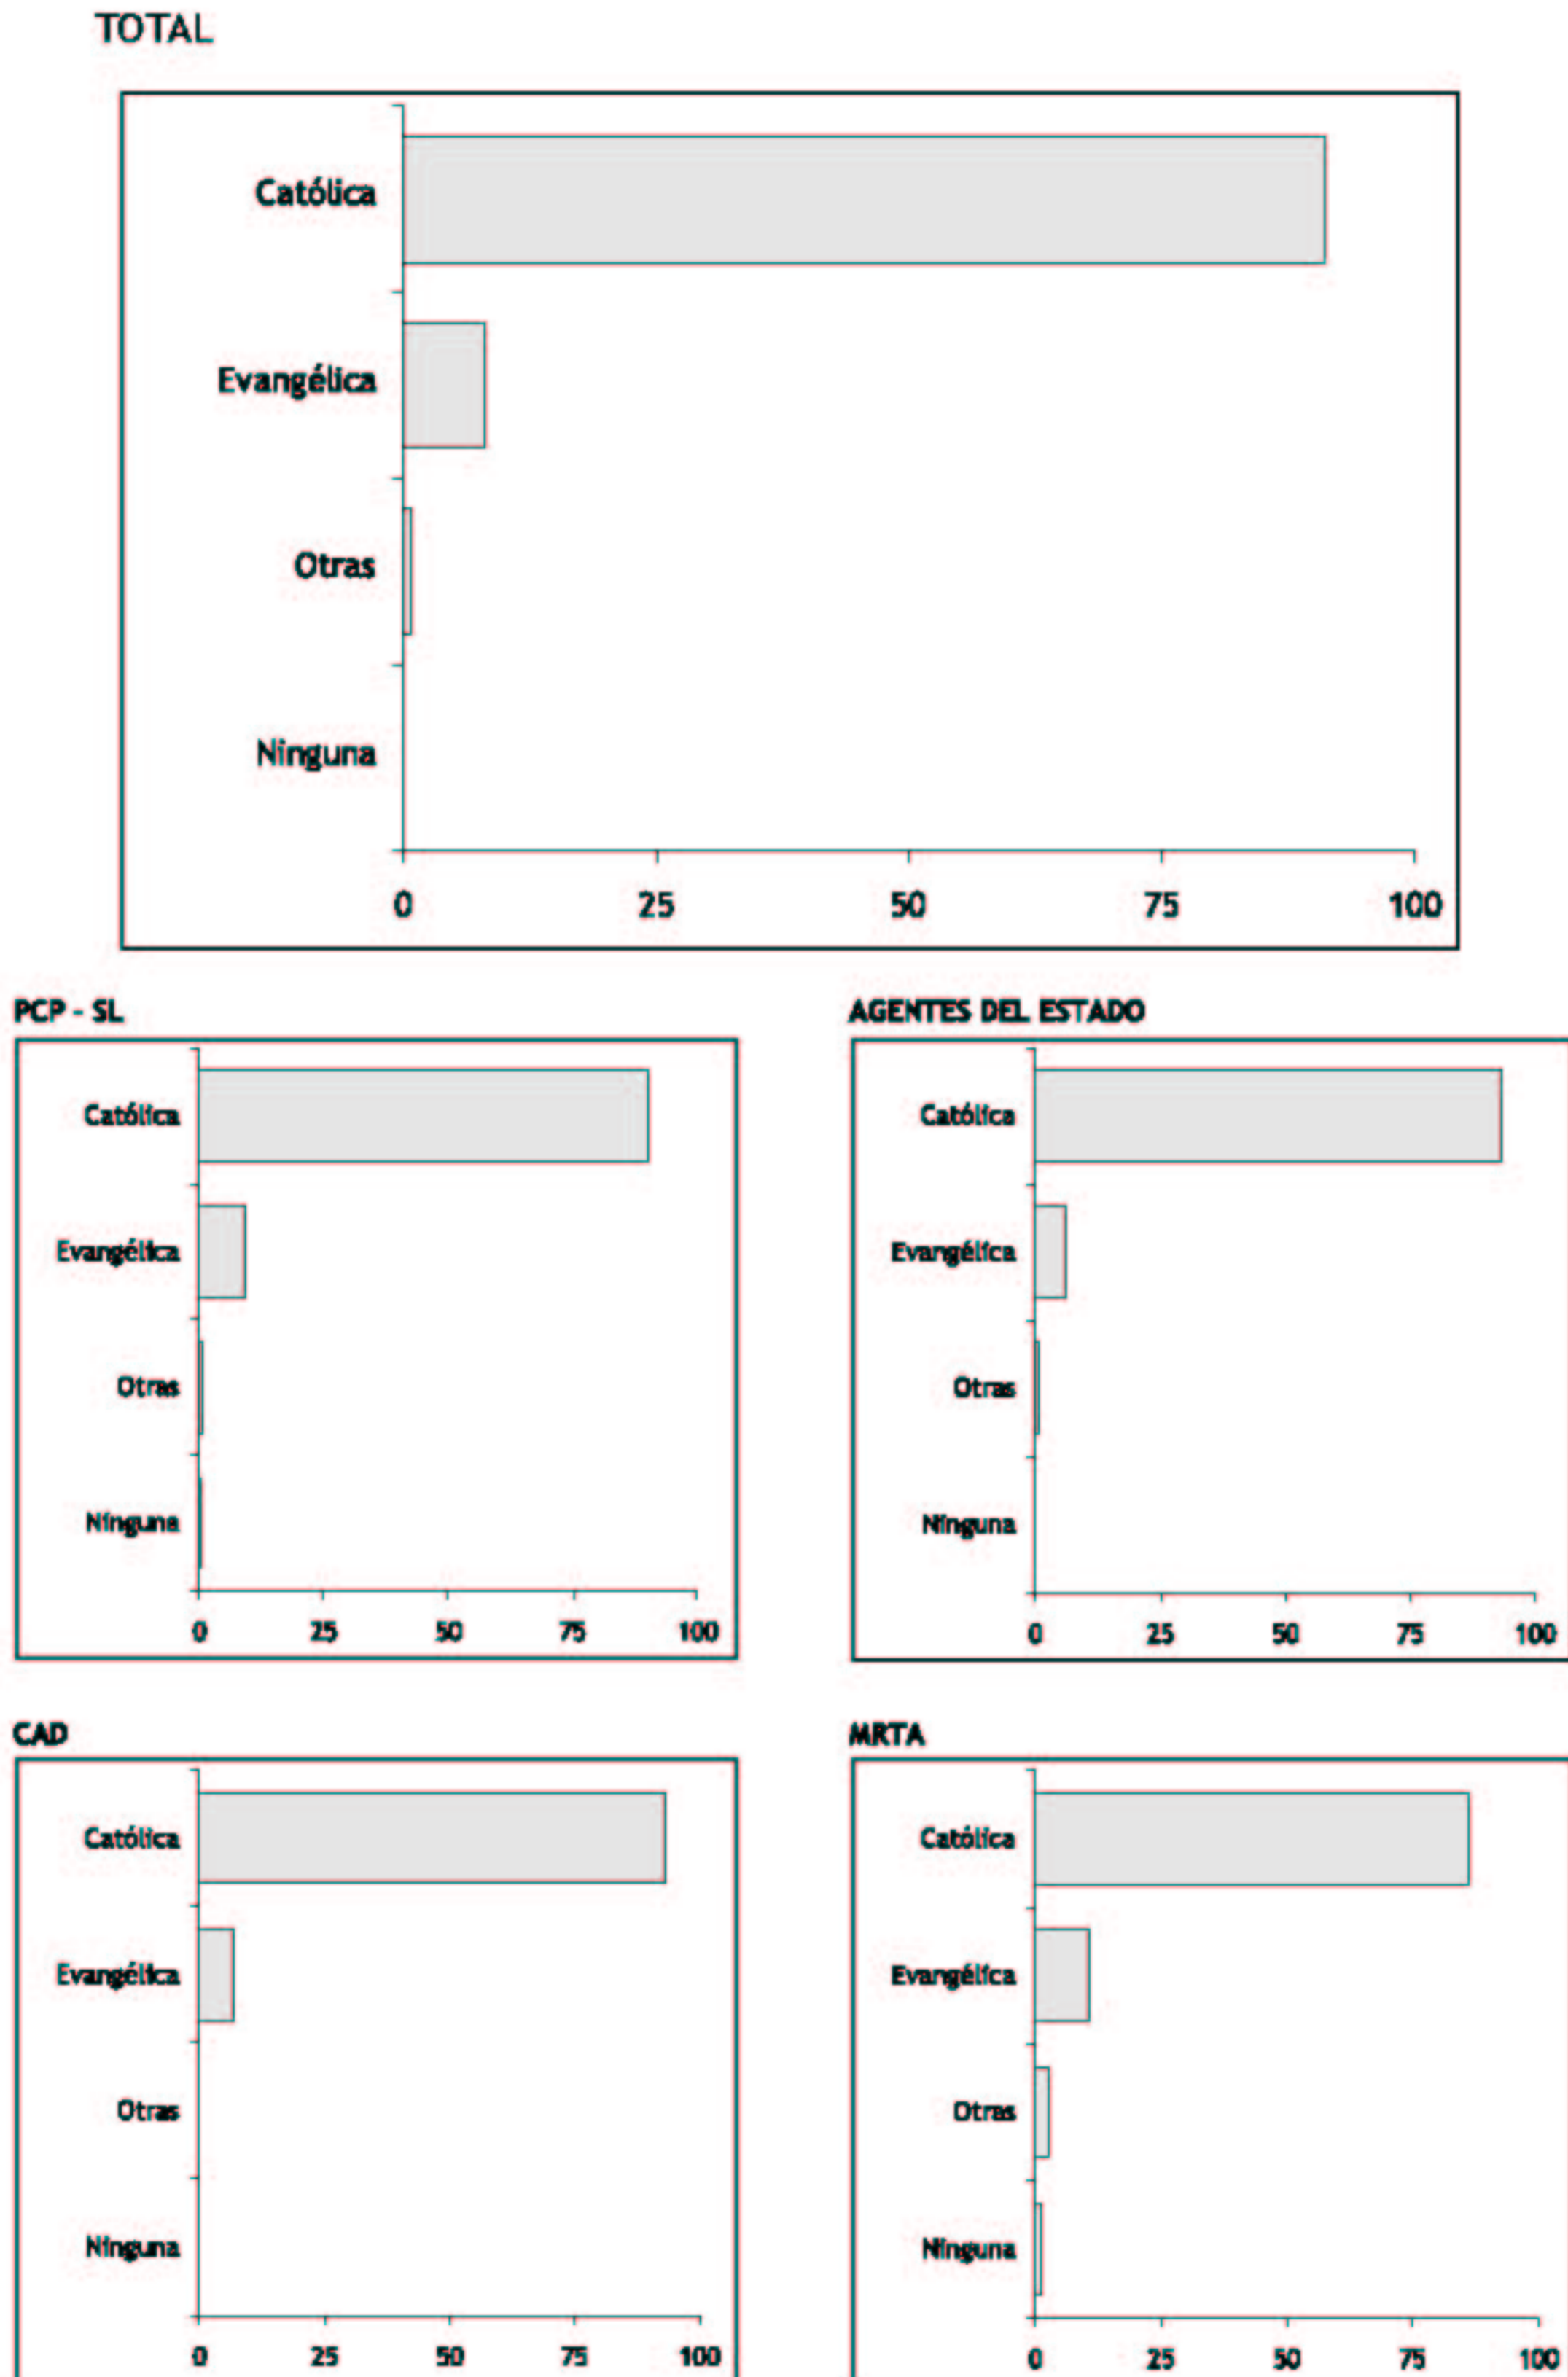 TOTAL
Católica
Evangélica
Otras
Ninguna
0 25 50 75 100
PCP - SL
Católica
Evangélica
Otras
Ninguna
0 25 50 75 100
AGENTES DEL ESTADO
Católica
Evangélica
Otras
Ninguna
0 25 50 75 100
CAD
Católica
Evangélica
Otras
Ninguna
0 25 50 75 100
MRTA
Católica
Evangélica
Otras
Ninguna
0 25 50 75 100